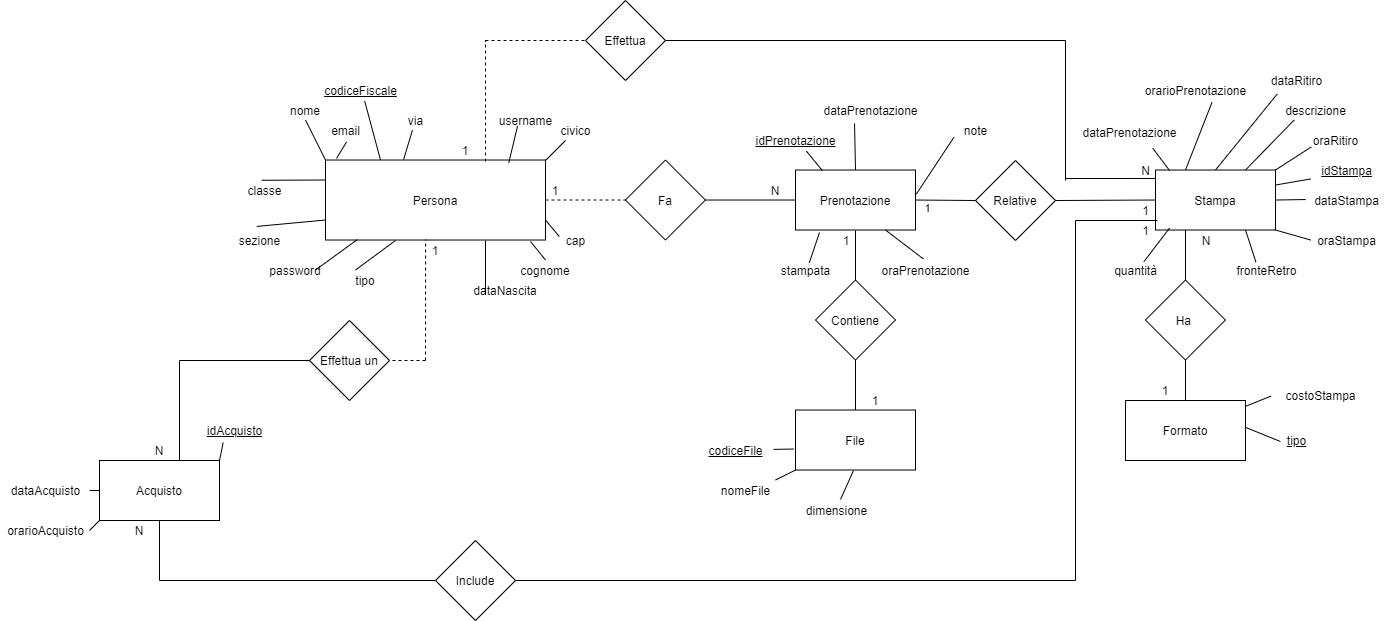 Effettua
codiceFiscale
nome
email
via
username
civico
1
classe
Persona
1
sezione
password
tipo
1
dataNascita
cognome
cap
Fa
N
idPrenotazione
dataPrenotazione
note
Prenotazione
1
stampata
1
oraPrenotazione
Relative
dataPrenotazione
orarioPrenotazione
dataRitiro
descrizione
oraRitiro
N
idStampa
Stampa
dataStampa
1
1
N
oraStampa
quantità
fronteRetro
Effettua un
Contiene
Ha
1
File
codiceFile
nomeFile
dimensione
1
costoStampa
Formato
tipo
N
idAcquisto
dataAcquisto
Acquisto
orarioAcquisto
N
Include